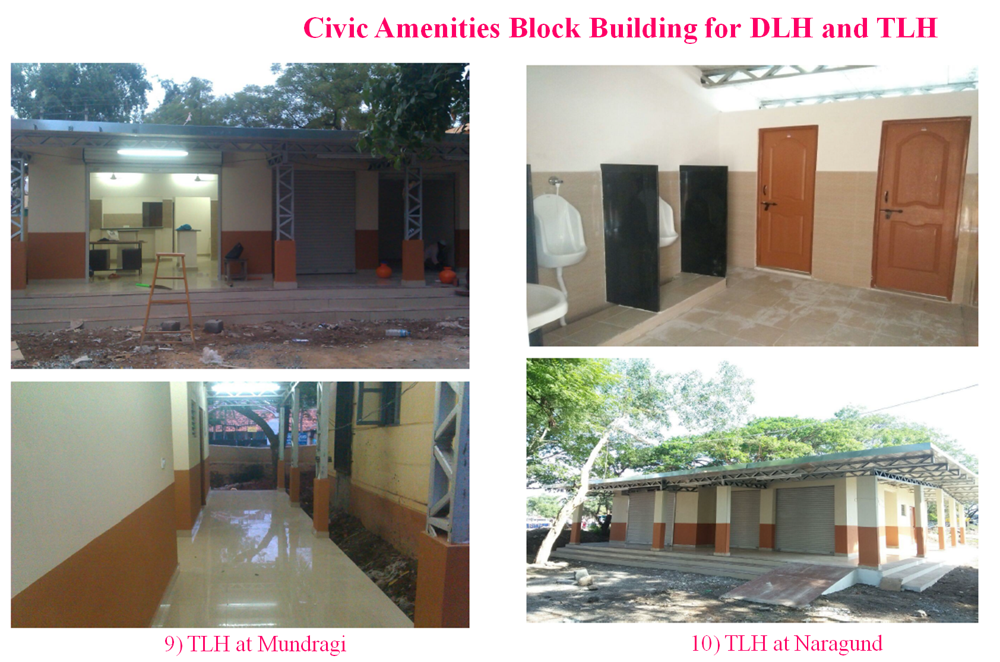 Civic Amenities Block Building for DLH and TLH
9) TLH at Mundragi
10) TLH at Naragund